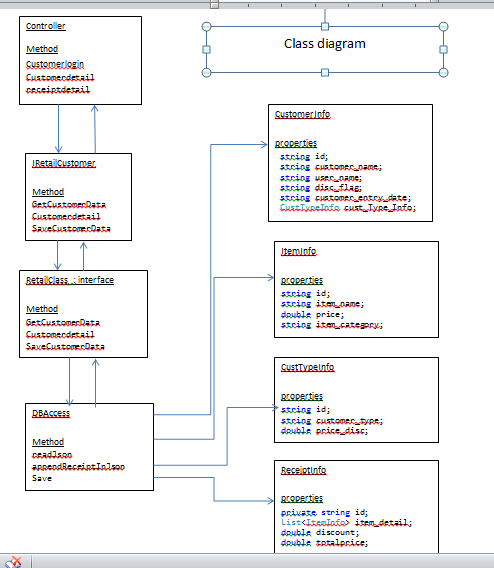 Class diagram
Controller
Method
Customerlogin
Customerdetail
receiptdetail
IRetailCustomer
Method
GetCustomerData
Customerdetail
SaveCustomerData
RetailClass : interface
Method
GetCustomerData
Customerdetail
SaveCustomerData
DBAccess
Method
readJson
appendReceiptInJson
Save
CustomerInfo
properties
string id;
string customer_name;
string user_name;
string disc_flag;
string customer_entry_date;
CustTypeInfo cust_Type_Info;
ItemInfo
properties
string id;
string item_name;
double price;
string item_category;
CustTypeInfo
properties
string id;
string customer_type;
double price_disc;
ReceiptInfo
properties
private string id;
List<ItemInfo> item_detail;
double discount;
double totalprice;